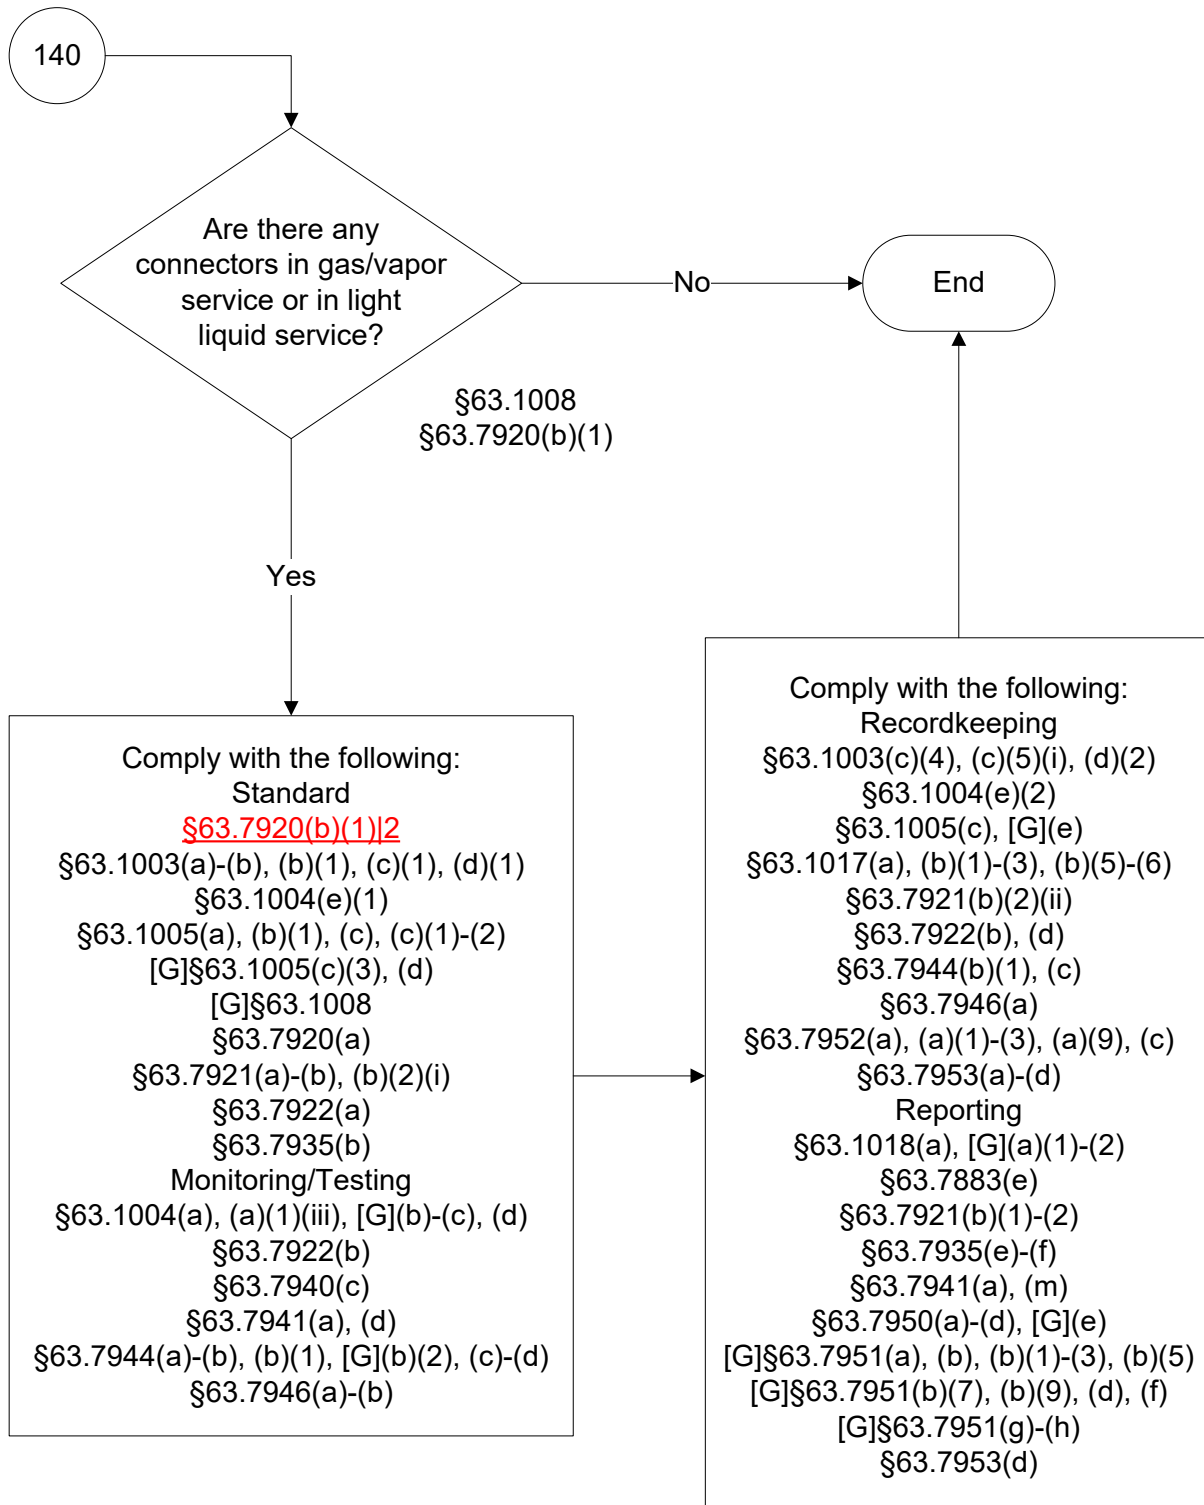 140
Are there any
connectors in gas/vapor
service or in light
liquid service?
No
End
§63.1008
§63.7920(b)(1)
Yes
Comply with the following:
Standard
§63.7920(b)(1)|2
§63.1003(a)-(b), (b)(1), (c)(1), (d)(1)
§63.1004(e)(1)
§63.1005(a), (b)(1), (c), (c)(1)-(2)
[G]§63.1005(c)(3), (d)
[G]§63.1008
§63.7920(a)
§63.7921(a)-(b), (b)(2)(i)
§63.7922(a)
§63.7935(b)
Monitoring/Testing
§63.1004(a), (a)(1)(iii), [G](b)-(c), (d)
§63.7922(b)
§63.7940(c)
§63.7941(a), (d)
§63.7944(a)-(b), (b)(1), [G](b)(2), (c)-(d)
§63.7946(a)-(b)
Comply with the following:
Recordkeeping
§63.1003(c)(4), (c)(5)(i), (d)(2)
§63.1004(e)(2)
§63.1005(c), [G](e)
§63.1017(a), (b)(1)-(3), (b)(5)-(6)
§63.7921(b)(2)(ii)
§63.7922(b), (d)
§63.7944(b)(1), (c)
§63.7946(a)
§63.7952(a), (a)(1)-(3), (a)(9), (c)
§63.7953(a)-(d)
Reporting
§63.1018(a), [G](a)(1)-(2)
§63.7883(e)
§63.7921(b)(1)-(2)
§63.7935(e)-(f)
§63.7941(a), (m)
§63.7950(a)-(d), [G](e)
[G]§63.7951(a), (b), (b)(1)-(3), (b)(5)
[G]§63.7951(b)(7), (b)(9), (d), (f)
[G]§63.7951(g)-(h)
§63.7953(d)